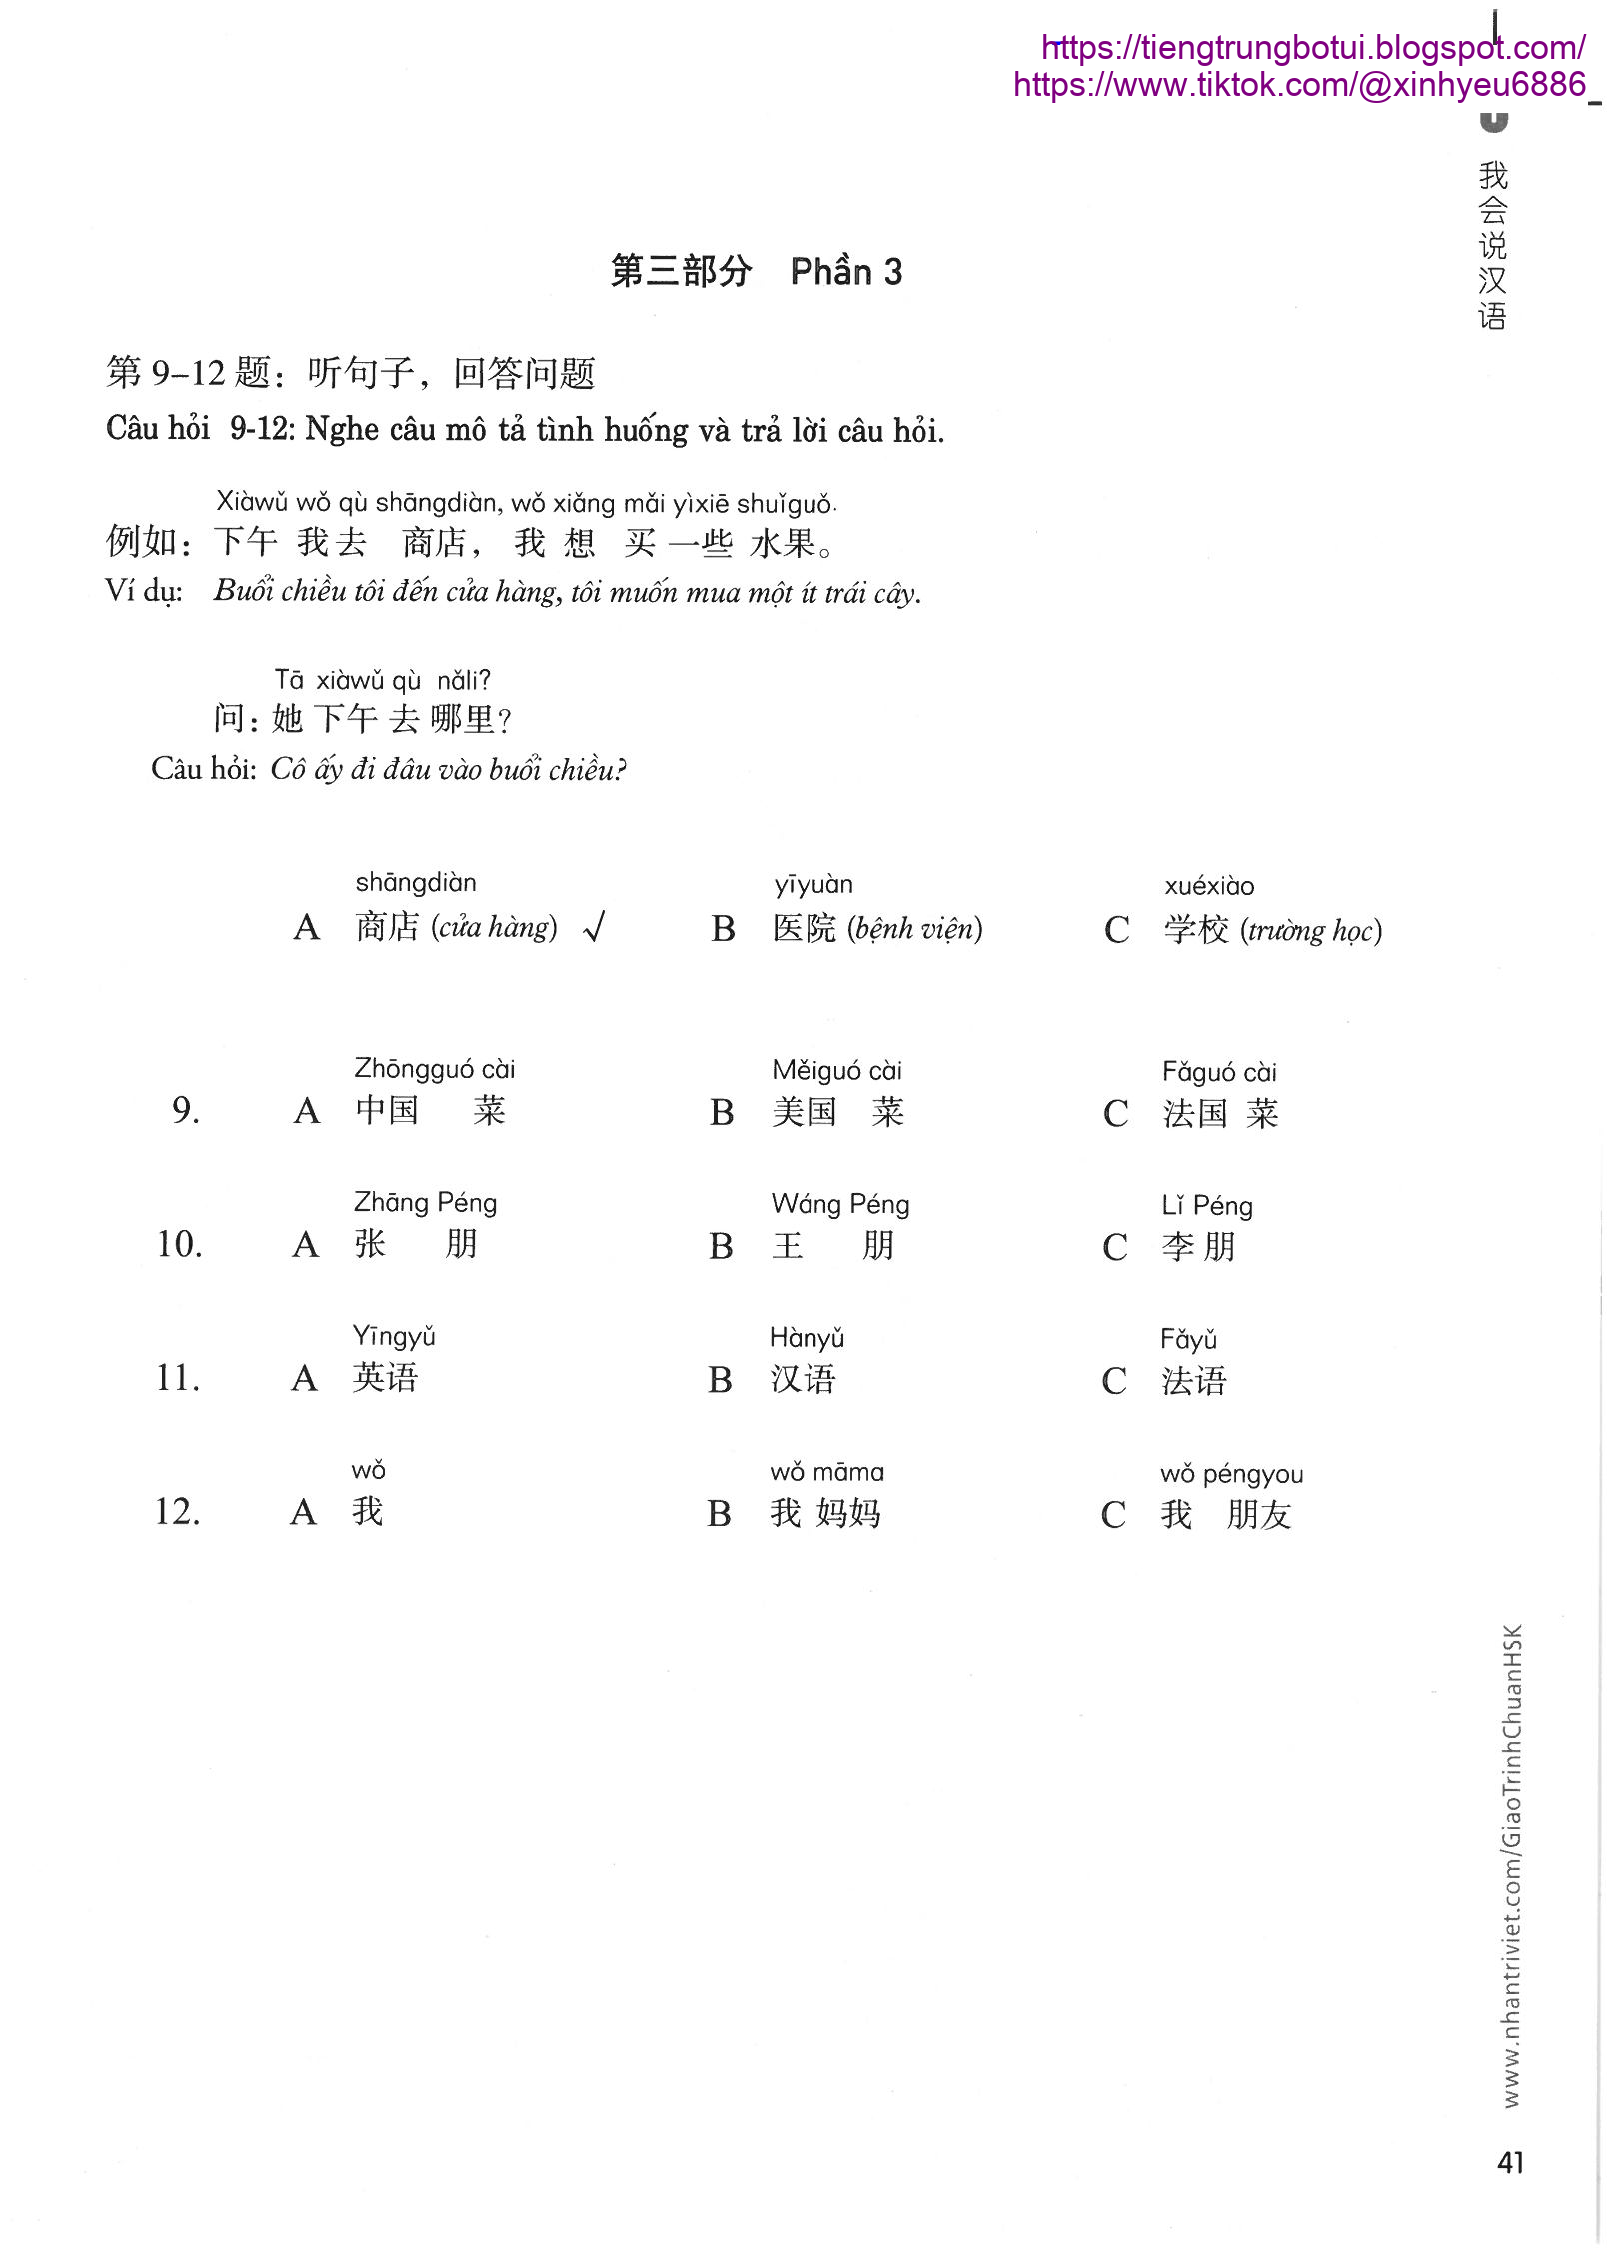 https://tiengtrungbotui.blogspot.com/
https://www.tiktok.com/@xinhyeu6886
我会说汉语
第三部分 Phần 3
第 9–12 题：听句子，回答问题
Câu hỏi 9-12: Nghe câu mô tả tình huống và trả lời câu hỏi.
Xiàwǔ wǒ qù shāngdiàn, wǒ xiǎng mǎi yìxiē shuǐguǒ.
例如：下午 我去 商店， 我 想 买 一些 水果。
Ví dụ: Buổi chiều tôi đến cửa hàng, tôi muốn mua một ít trái cây.
Tā xiàwǔ qù nǎli?
问：她 下午 去 哪里？
Câu hỏi: Cô ấy đi đâu vào buổi chiều?
shāngdiàn yīyuàn xuéxiào
A 商店 (cửa hàng) √ B 医院 (bệnh viện) C 学校 (trường học)
Zhōngguó cài Měiguó cài Fǎguó cài
9. A 中国 菜 B 美国 菜 C 法国 菜
Zhāng Péng Wáng Péng Lǐ Péng
10. A 张 朋 B 王 朋 C 李 朋
Yīngyǔ Hànyǔ Fǎyǔ
11. A 英语 B 汉语 C 法语
wǒ wǒ māma wǒ péngyou
12. A 我 B 我 妈妈 C 我 朋友
www.nhantriviet.com/GiaoTrinhChuanHSK
41